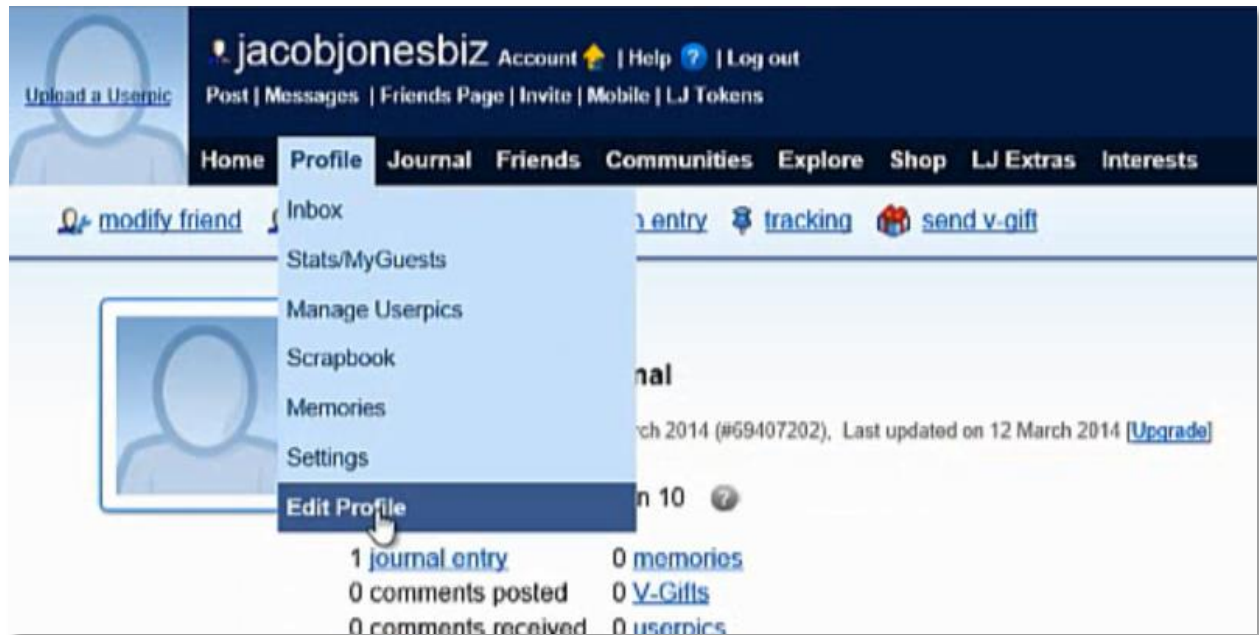 jacobjonesbiz Account | Help ? | Log out
Upload a Userpic
Post | Messages | Friends Page | Invite | Mobile | LJ Tokens
Home Profile Journal Friends Communities Explore Shop LJ Extras Interests
modify friend entry tracking send v-gift
Inbox
Stats/MyGuests
Manage Userpics
Scrapbook
Memories
Settings
Edit Profile
nal
rch 2014 (#69407202), Last updated on 12 March 2014 [Upgrade]
n 10 ?
1 journal entry 0 memories
0 comments posted 0 V-Gifts
0 comments received 0 userpics